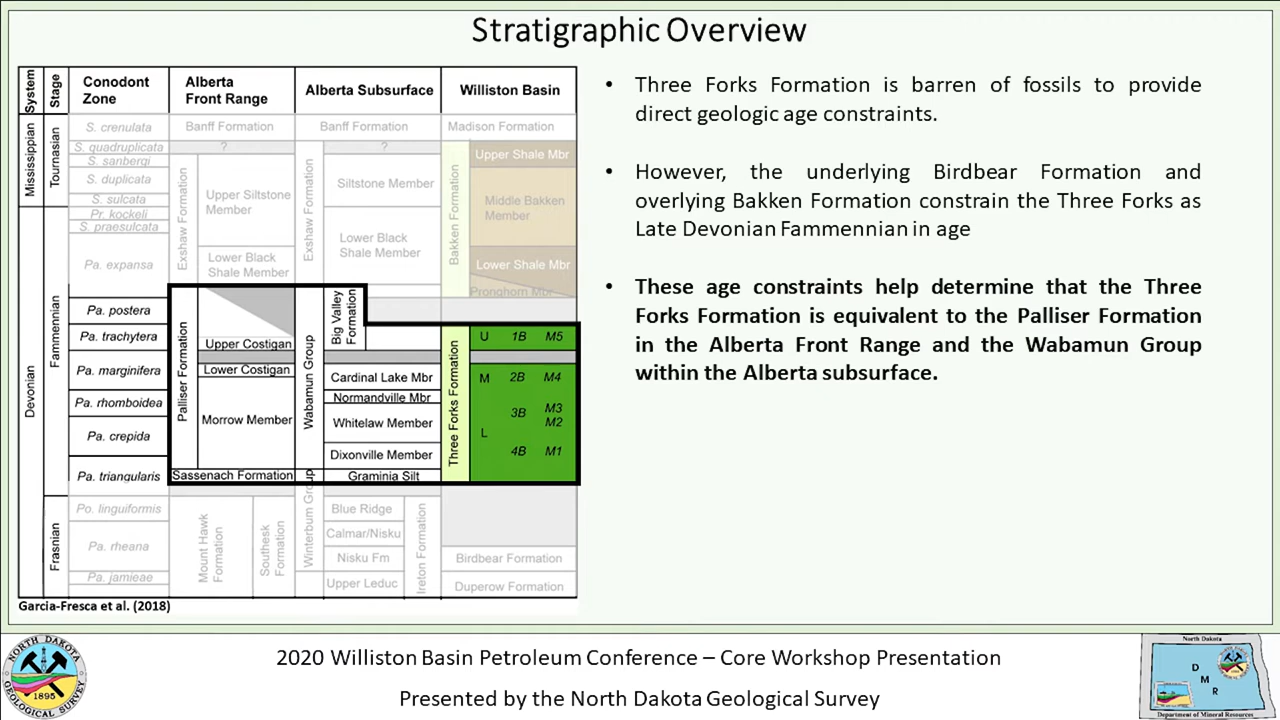 Stratigraphic Overview
System
Stage
Conodont
Zone
Alberta
Front Range
Alberta Subsurface
Williston Basin
Mississippian
Tournasian
S. crenulata
Banff Formation
Banff Formation
Madison Formation
S. quadruplicata
?
?
Upper Shale Mbr
S. sanbergi
S. duplicata
Exshaw Formation
Upper Siltstone
Member
Exshaw Formation
Siltstone Member
Bakken Formation
Middle Bakken
Member
S. sulcata
Devonian
Fammennian
Pr. kockeli
S. praesulcata
Lower Black
Shale Member
Pa. expansa
Lower Black
Shale Member
Lower Shale Mbr
Pronghorn Mbr
Pa. postera
Palliser Formation
Wabamun Group
Big Valley
Formation
Pa. trachytera
Upper Costigan
Three Forks Formation
U 1B M5
Pa. marginifera
Lower Costigan
Cardinal Lake Mbr
M 2B M4
Pa. rhomboidea
Normandville Mbr
3B M3
M2
Morrow Member
Whitelaw Member
Pa. crepida
L
Dixonville Member
4B M1
Pa. triangularis
Sassenach Formation
Graminia Silt
Frasnian
Po. linguiformis
Mount Hawk
Formation
Southesk
Formation
Winterburn Group
Blue Ridge
Ireton Formation
Calmar/Nisku
Pa. rheana
Nisku Fm
Birdbear Formation
Pa. jamieae
Upper Leduc
Duperow Formation
Garcia-Fresca et al. (2018)
• Three Forks Formation is barren of fossils to provide
direct geologic age constraints.
• However, the underlying Birdbear Formation and
overlying Bakken Formation constrain the Three Forks as
Late Devonian Fammennian in age
• These age constraints help determine that the Three
Forks Formation is equivalent to the Palliser Formation
in the Alberta Front Range and the Wabamun Group
within the Alberta subsurface.
2020 Williston Basin Petroleum Conference – Core Workshop Presentation
Presented by the North Dakota Geological Survey
NORTH DAKOTA
GEOLOGICAL SURVEY
1895
North Dakota
D
M
R
Department of Mineral Resources